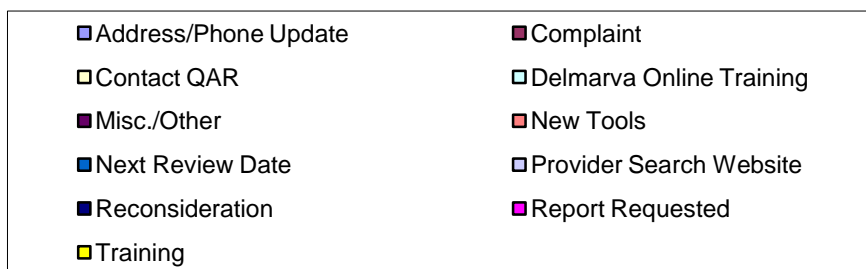 Address/Phone Update
Complaint
Contact QAR
Delmarva Online Training
Misc./Other
New Tools
Next Review Date
Provider Search Website
Reconsideration
Report Requested
Training